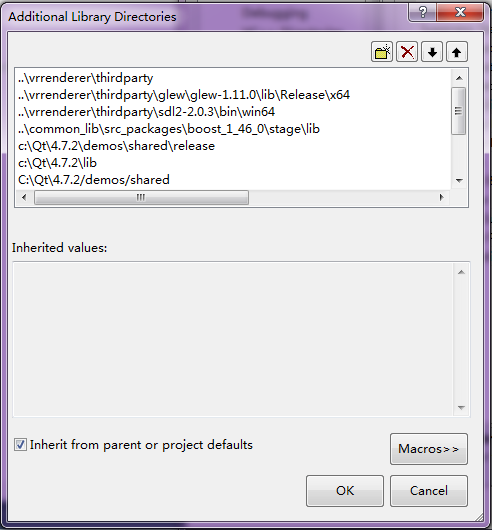 Additional Library Directories
..\vrrenderer\thirdparty
..\vrrenderer\thirdparty\glew\glew-1.11.0\lib\Release\x64
..\vrrenderer\thirdparty\sdl2-2.0.3\bin\win64
..\common_lib\src_packages\boost_1_46_0\stage\lib
c:\Qt\4.7.2\demos\shared\release
c:\Qt\4.7.2\lib
C:\Qt\4.7.2/demos/shared
Inherited values:
Inherit from parent or project defaults
Macros>>
OK
Cancel